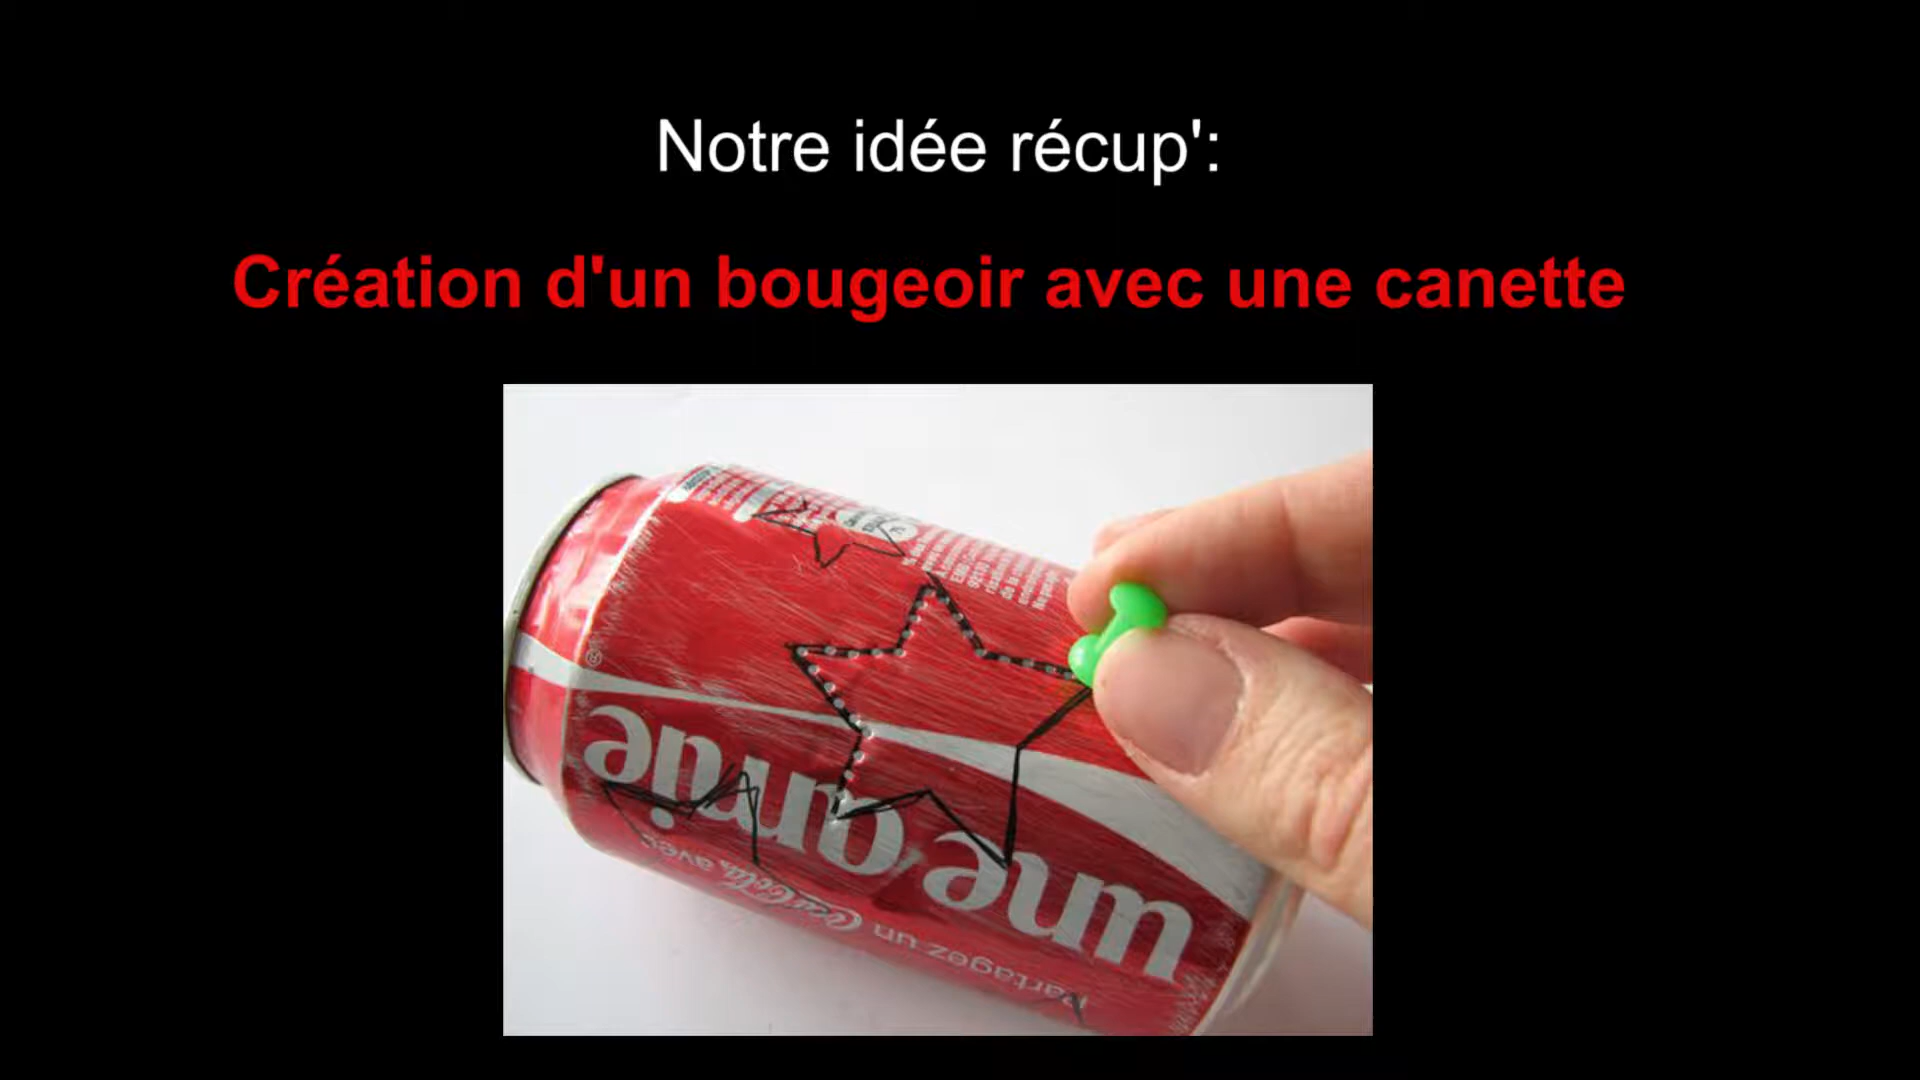 Notre idée récup':
Création d'un bougeoir avec une canette
une amie
Partagez un Coca-Cola, avec